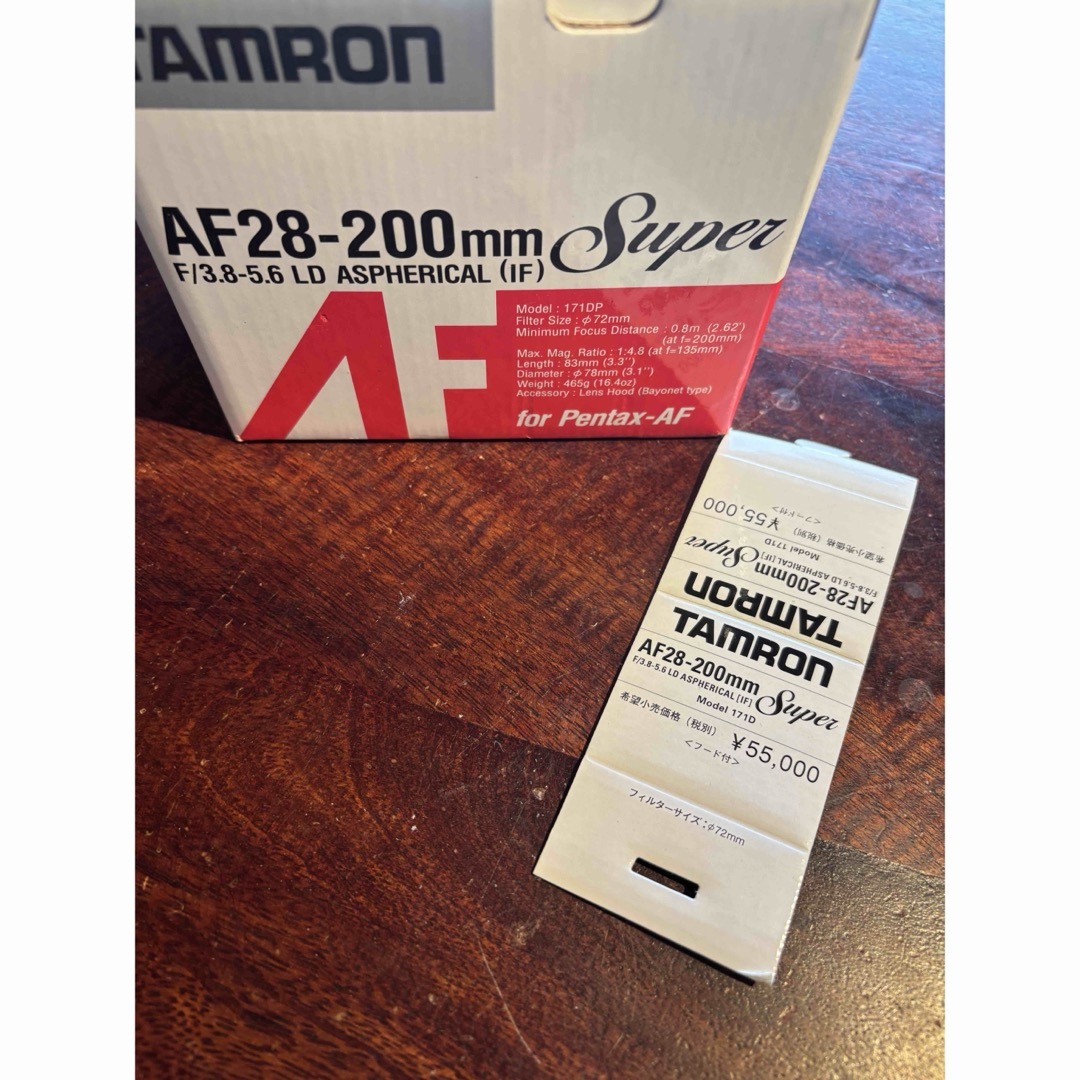 TAMRON
AF28-200mm Super
F/3.8-5.6 LD ASPHERICAL (IF)
AF
Model : 171DP
Filter Size : φ72mm
Minimum Focus Distance : 0.8m (2.62')
(at f=200mm)
Max. Mag. Ratio : 1:4.8 (at f=135mm)
Length : 83mm (3.3'')
Diameter : φ78mm (3.1'')
Weight : 465g (16.4oz)
Accessory : Lens Hood (Bayonet type)
for Pentax-AF
<フード付>
希望小売価格(税別) ¥55,000
Model 171D
F/3.8-5.6 LD ASPHERICAL [IF]
AF28-200mm Super
TAMRON
TAMRON
AF28-200mm Super
F/3.8-5.6 LD ASPHERICAL [IF]
Model 171D
希望小売価格(税別) ¥55,000
<フード付>
フィルターサイズ:φ72mm